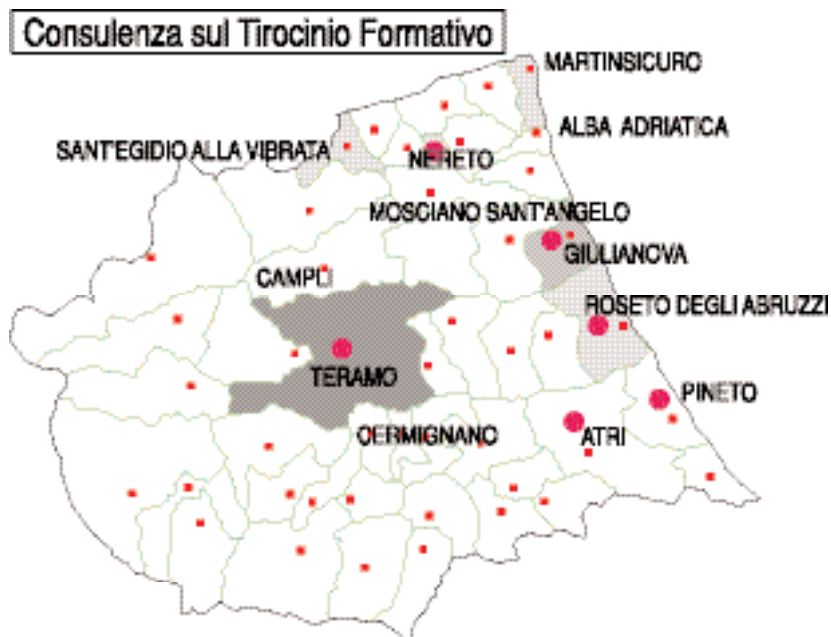 Consulenza sul Tirocinio Formativo
MARTINSICURO
ALBA ADRIATICA
SANT'EGIDIO ALLA VIBRATA
NERETO
MOSCIANO SANT'ANGELO
GIULIANOVA
CAMPLI
ROSETO DEGLI ABRUZZI
TERAMO
PINETO
CERMIGNANO
ATRI